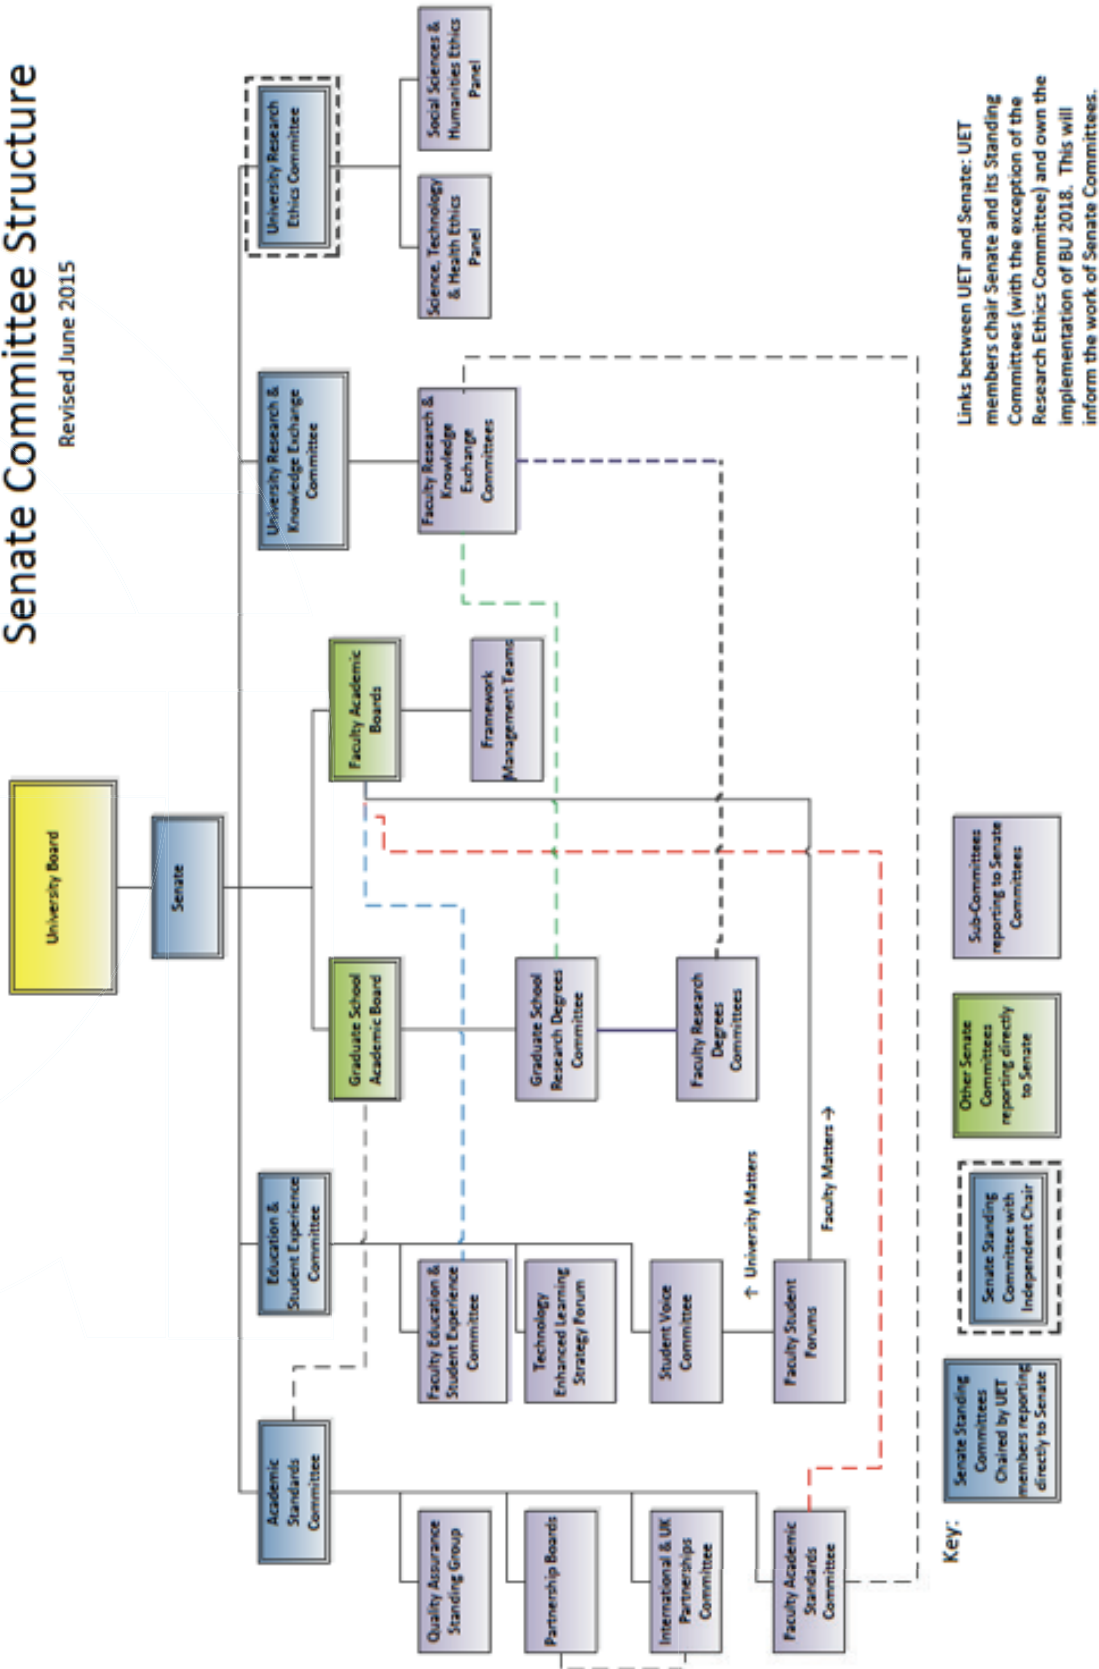 Senate Committee Structure
Revised June 2015
University Board
Senate
Academic
Standards
Committee
Education &
Student Experience
Committee
Graduate School
Academic Board
Faculty Academic
Boards
University Research &
Knowledge Exchange
Committee
University Research
Ethics Committee
Quality Assurance
Standing Group
Partnership Boards
International & UK
Partnerships
Committee
Faculty Academic
Standards
Committee
Faculty Education &
Student Experience
Committee
Technology
Enhanced Learning
Strategy Forum
Student Voice
Committee
Faculty Student
Forums
↑ University Matters
Faculty Matters →
Graduate School
Research Degrees
Committee
Faculty Research
Degrees
Committees
Framework
Management Teams
Faculty Research &
Knowledge
Exchange
Committees
Science, Technology
& Health Ethics
Panel
Social Sciences &
Humanities Ethics
Panel
Key:
Senate Standing
Committees
Chaired by UET
members reporting
directly to Senate
Senate Standing
Committee with
Independent Chair
Other Senate
Committees
reporting directly
to Senate
Sub-Committees
reporting to Senate
Committees
Links between UET and Senate: UET
members chair Senate and its Standing
Committees (with the exception of the
Research Ethics Committee) and own the
implementation of BU 2018. This will
inform the work of Senate Committees.